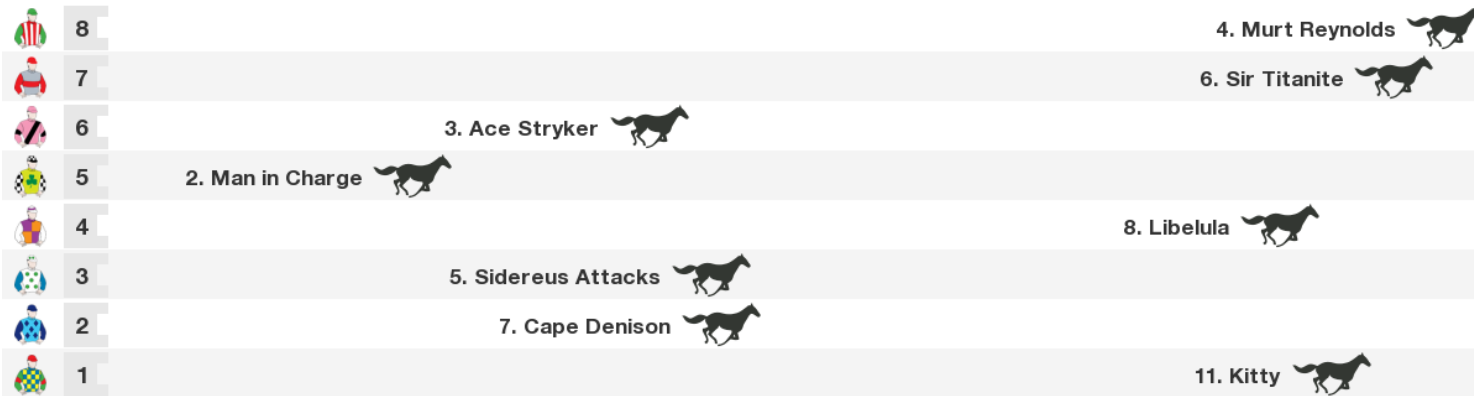 8 4. Murt Reynolds
7 6. Sir Titanite
6 3. Ace Stryker
5 2. Man in Charge
4 8. Libelula
3 5. Sidereus Attacks
2 7. Cape Denison
1 11. Kitty